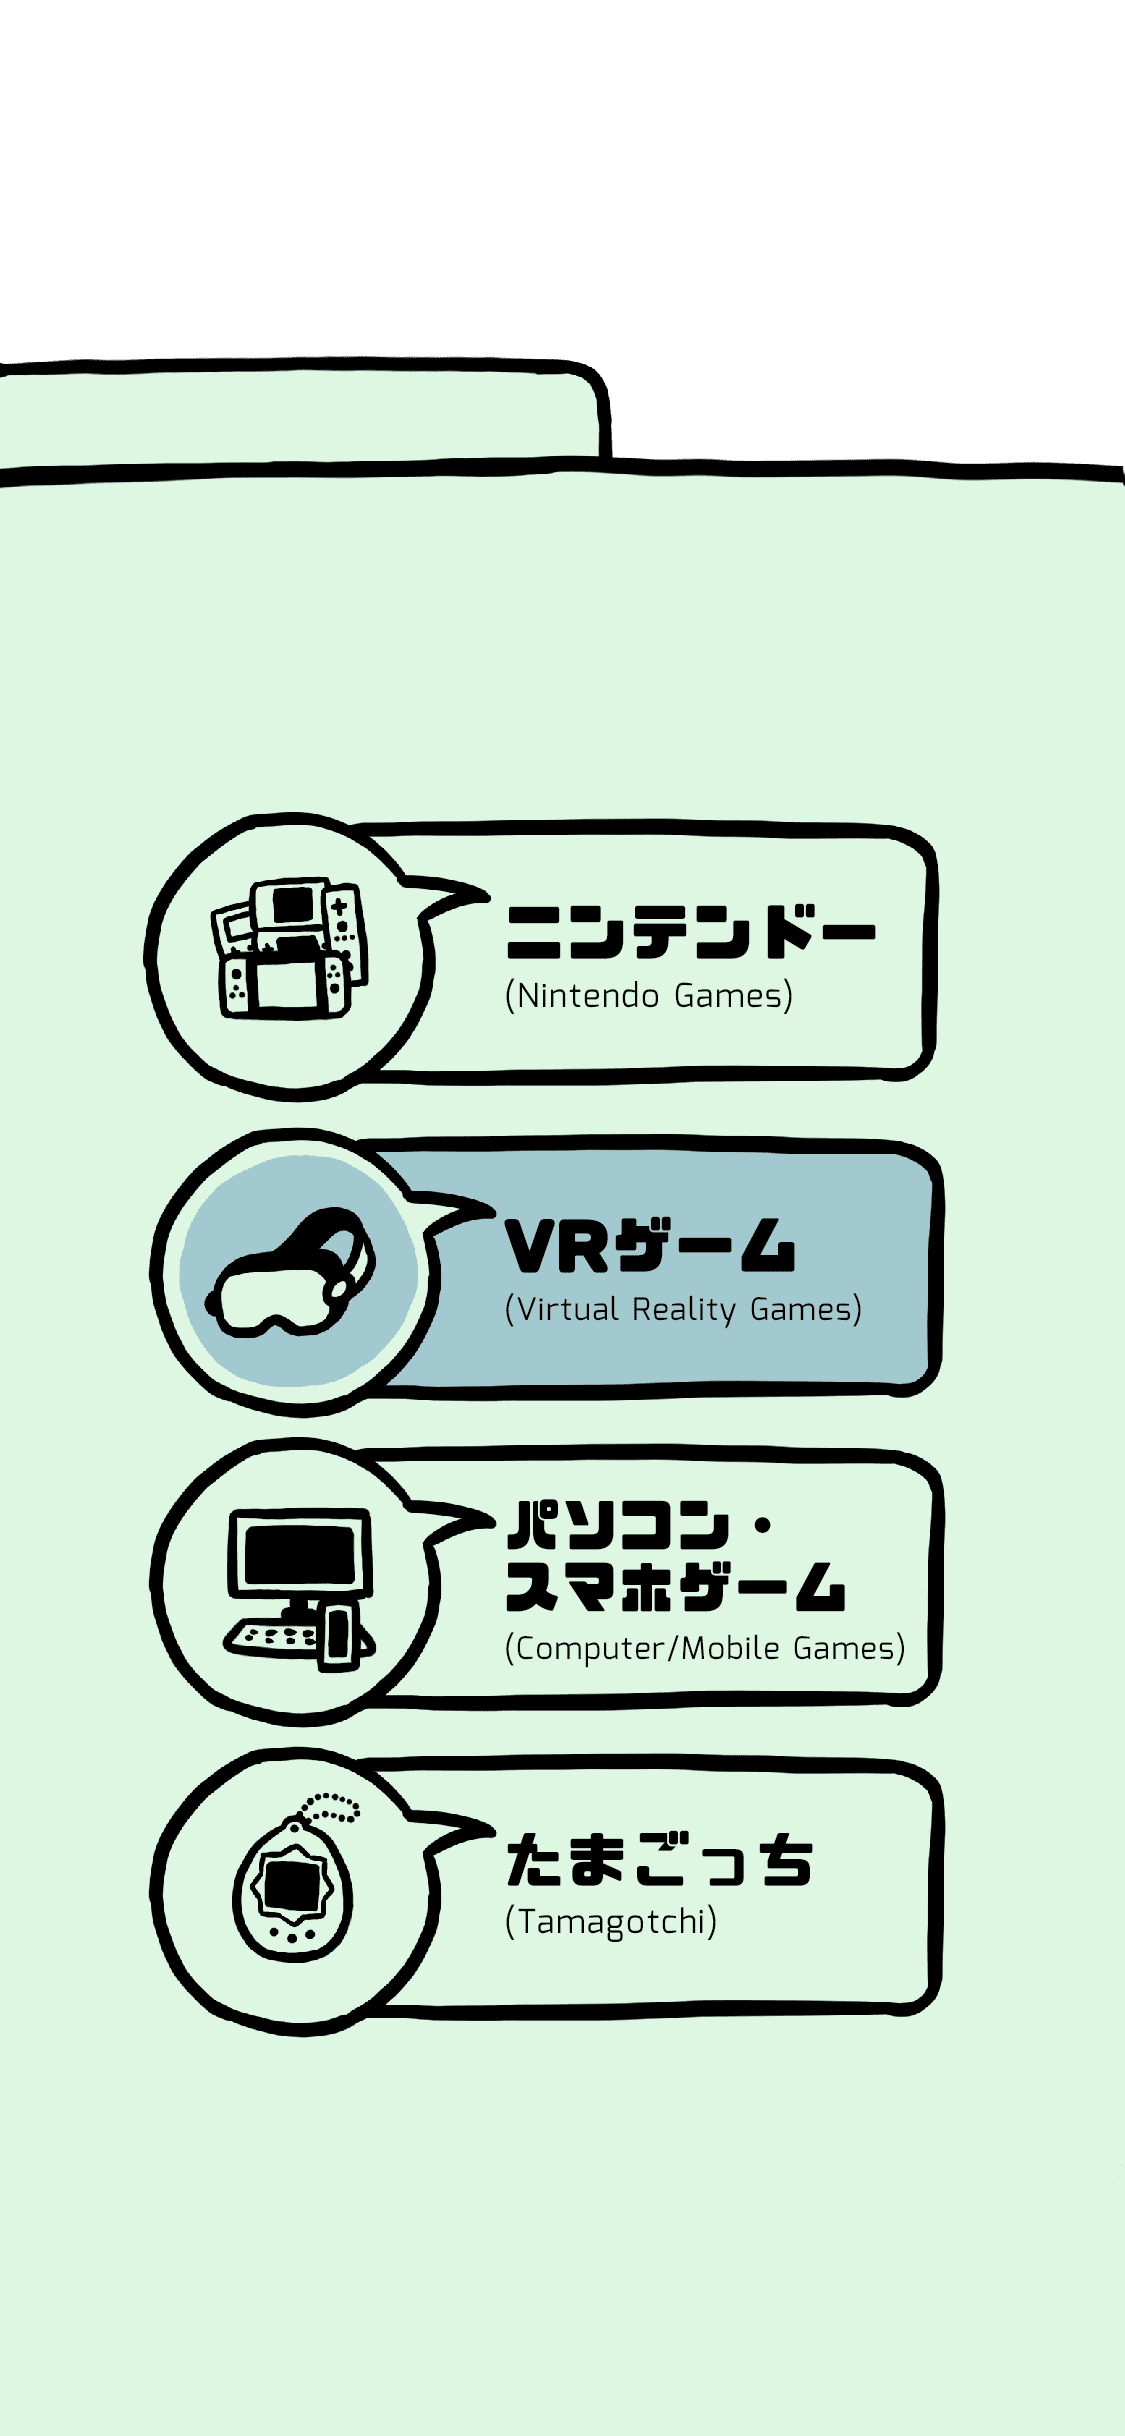 ニンテンドー
(Nintendo Games)
VRゲーム
(Virtual Reality Games)
パソコン・
スマホゲーム
(Computer/Mobile Games)
たまごっち
(Tamagotchi)